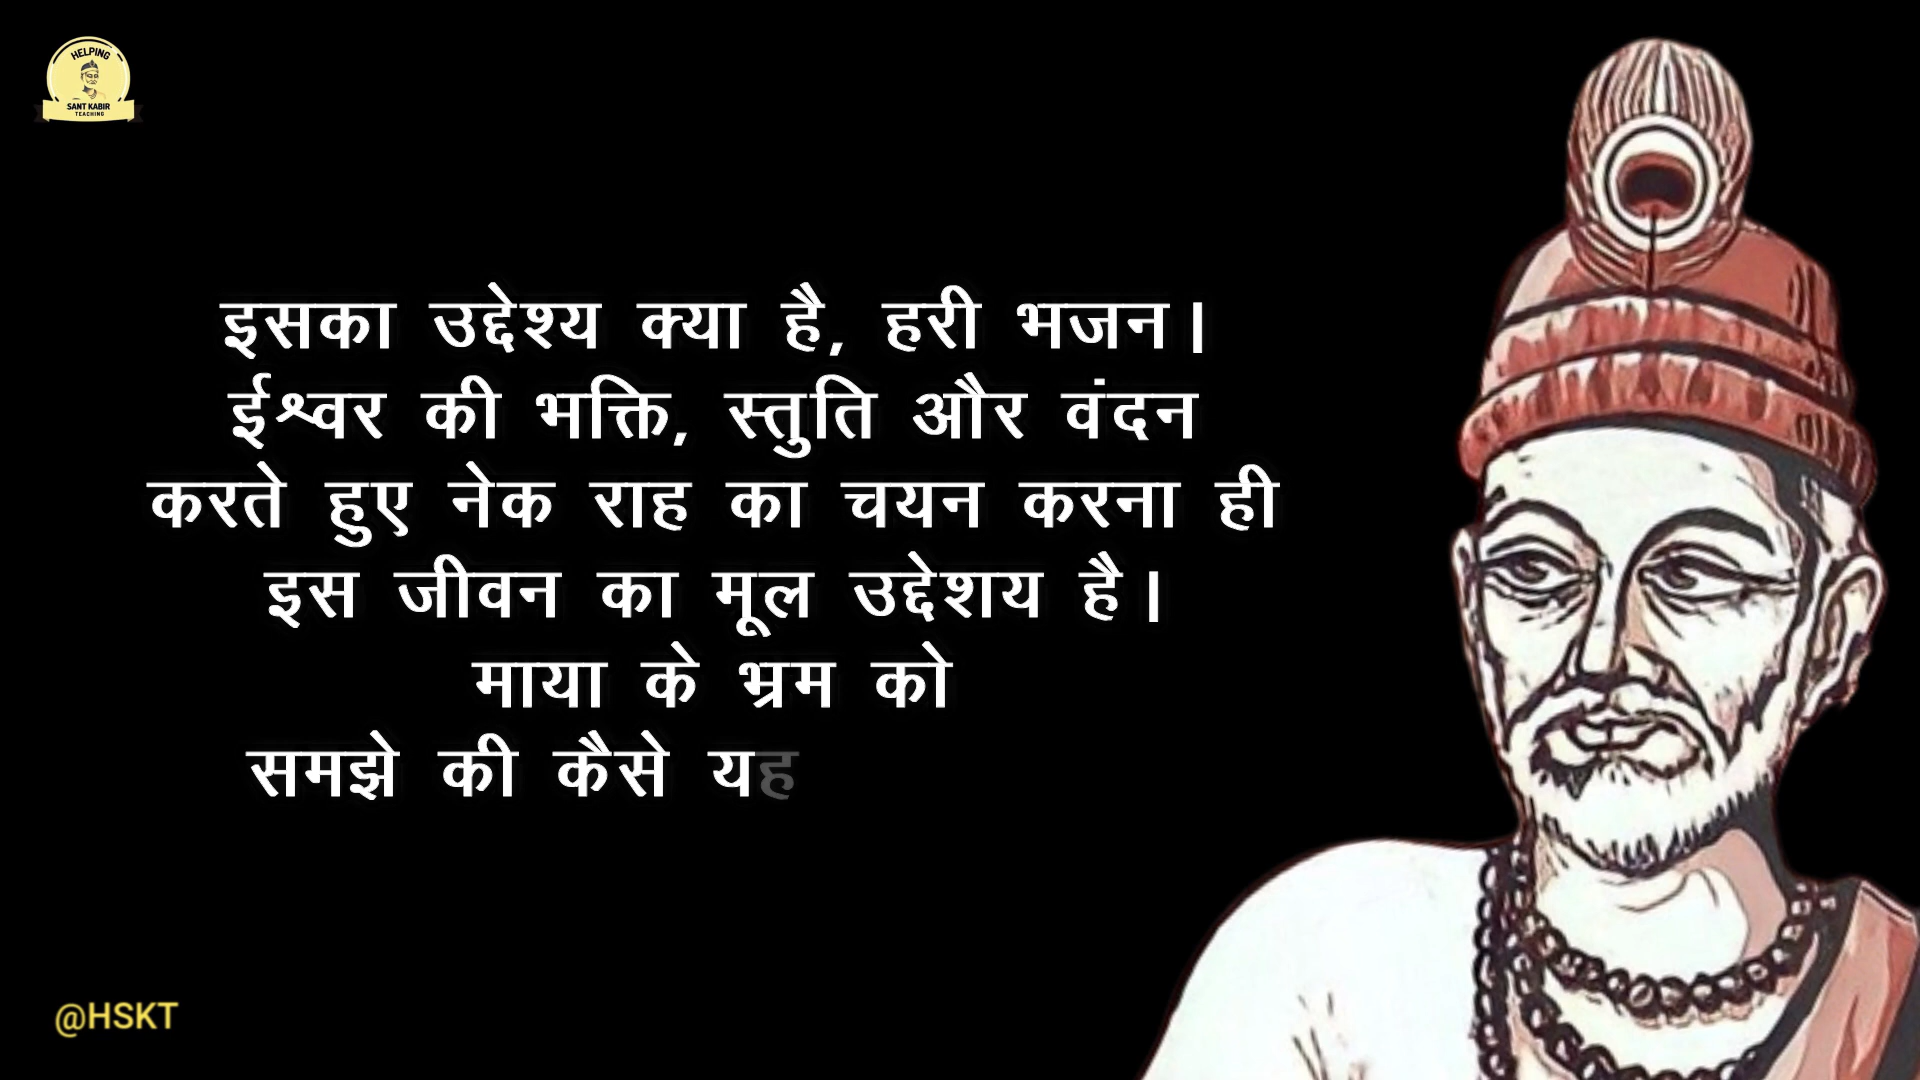 HELPING
SANT KABIR
TEACHING
इसका उद्देश्य क्या है, हरी भजन।
ईश्वर की भक्ति, स्तुति और वंदन
करते हुए नेक राह का चयन करना ही
इस जीवन का मूल उद्देशय है।
माया के भ्रम को
समझे की कैसे यह
@HSKT